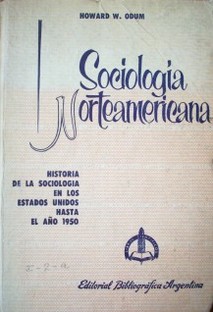 HOWARD W. ODUM
Sociología
Norteamericana
HISTORIA
DE LA SOCIOLOGIA
EN LOS
ESTADOS UNIDOS
HASTA
EL AÑO 1950
Editorial Bibliográfica Argentina